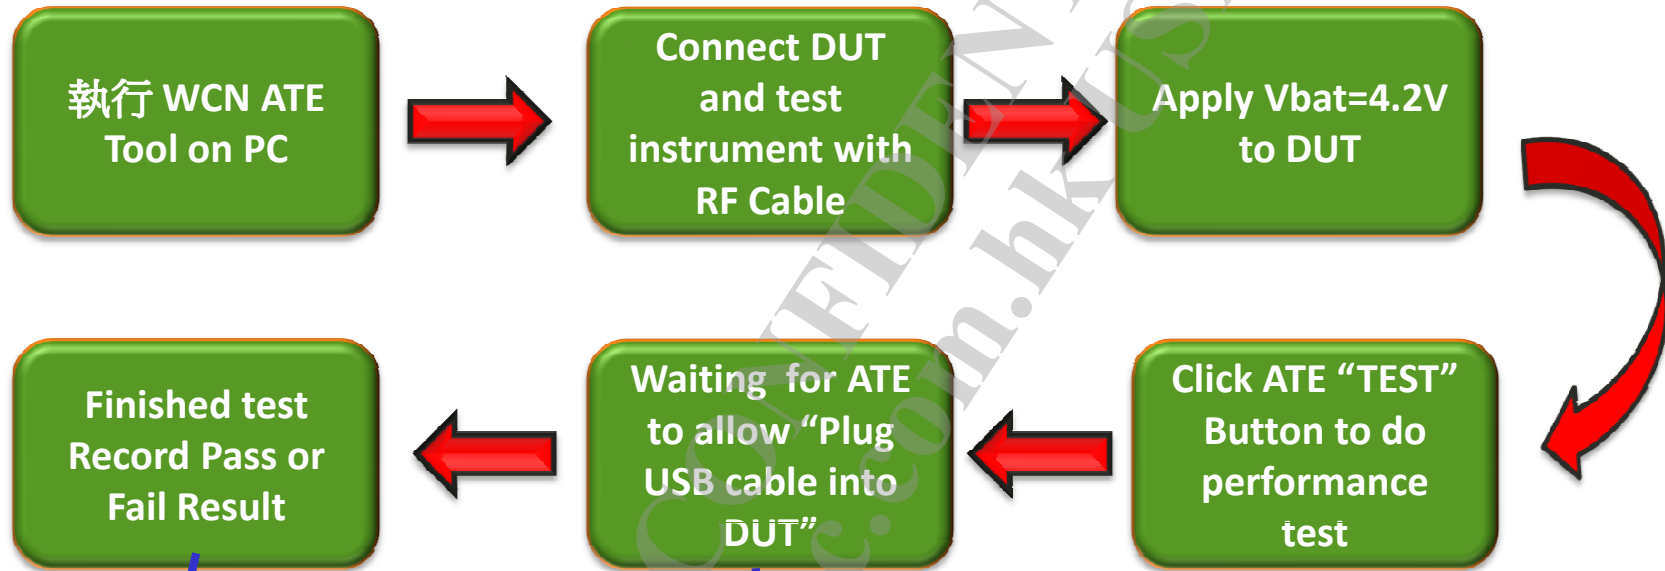 執行 WCN ATE
Tool on PC
Connect DUT
and test
instrument with
RF Cable
Apply Vbat=4.2V
to DUT
Click ATE “TEST”
Button to do
performance
test
Waiting for ATE
to allow “Plug
USB cable into
DUT”
Finished test
Record Pass or
Fail Result